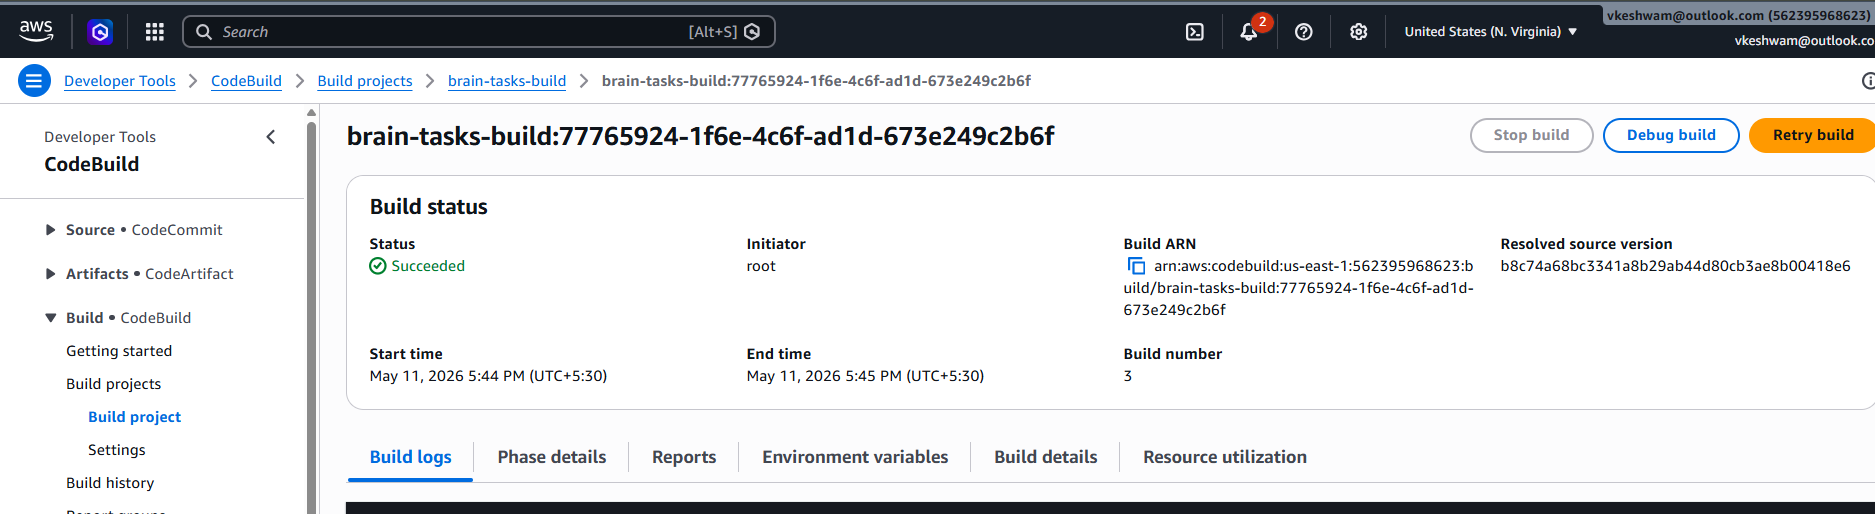 aws
Search
[Alt+S]
2
United States (N. Virginia)
vkeshwam@outlook.com (562395968623)
vkeshwam@outlook.co
Developer Tools
CodeBuild
Build projects
brain-tasks-build
brain-tasks-build:77765924-1f6e-4c6f-ad1d-673e249c2b6f
Developer Tools
CodeBuild
Source • CodeCommit
Artifacts • CodeArtifact
Build • CodeBuild
Getting started
Build projects
Build project
Settings
Build history
Report groups
brain-tasks-build:77765924-1f6e-4c6f-ad1d-673e249c2b6f
Stop build
Debug build
Retry build
Build status
Status
Succeeded
Initiator
root
Build ARN
arn:aws:codebuild:us-east-1:562395968623:b
uild/brain-tasks-build:77765924-1f6e-4c6f-ad1d-
673e249c2b6f
Resolved source version
b8c74a68bc3341a8b29ab44d80cb3ae8b00418e6
Start time
May 11, 2026 5:44 PM (UTC+5:30)
End time
May 11, 2026 5:45 PM (UTC+5:30)
Build number
3
Build logs
Phase details
Reports
Environment variables
Build details
Resource utilization